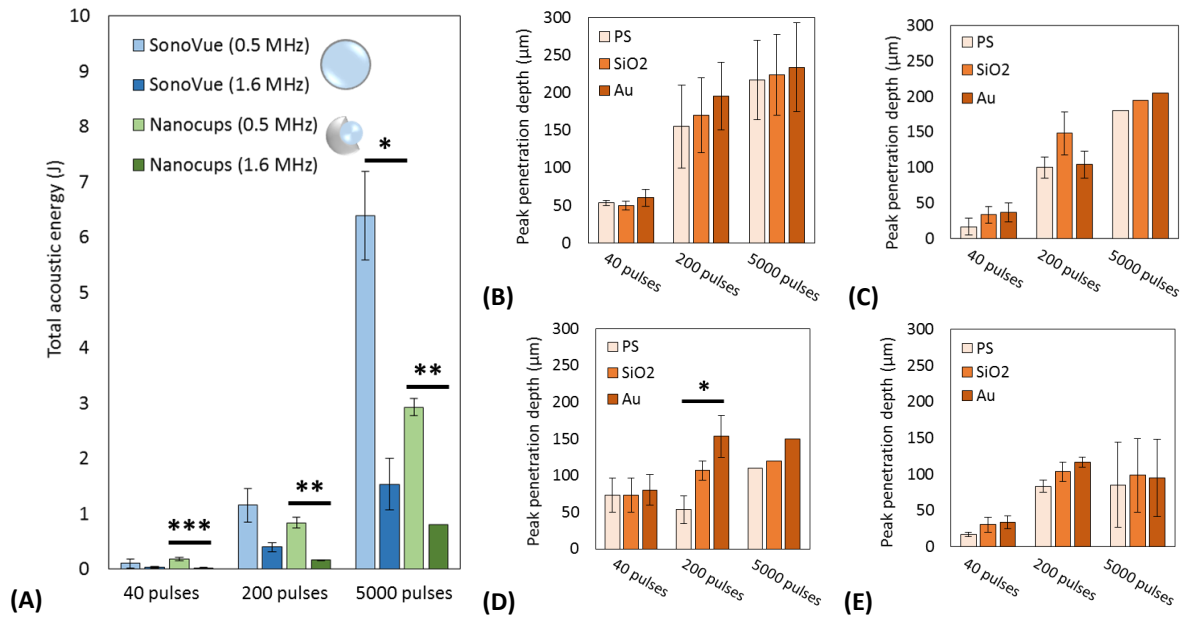 Total acoustic energy (J)
10
9
8
7
6
5
4
3
2
1
0
SonoVue (0.5 MHz)
SonoVue (1.6 MHz)
Nanocups (0.5 MHz)
Nanocups (1.6 MHz)
*
**
**
***
40 pulses
200 pulses
5000 pulses
(A)
Peak penetration depth (μm)
300
250
200
150
100
50
0
PS
SiO2
Au
40 pulses
200 pulses
5000 pulses
(B)
Peak penetration depth (μm)
300
250
200
150
100
50
0
PS
SiO2
Au
40 pulses
200 pulses
5000 pulses
(C)
Peak penetration depth (μm)
300
250
200
150
100
50
0
PS
SiO2
Au
*
40 pulses
200 pulses
5000 pulses
(D)
Peak penetration depth (μm)
300
250
200
150
100
50
0
PS
SiO2
Au
40 pulses
200 pulses
5000 pulses
(E)